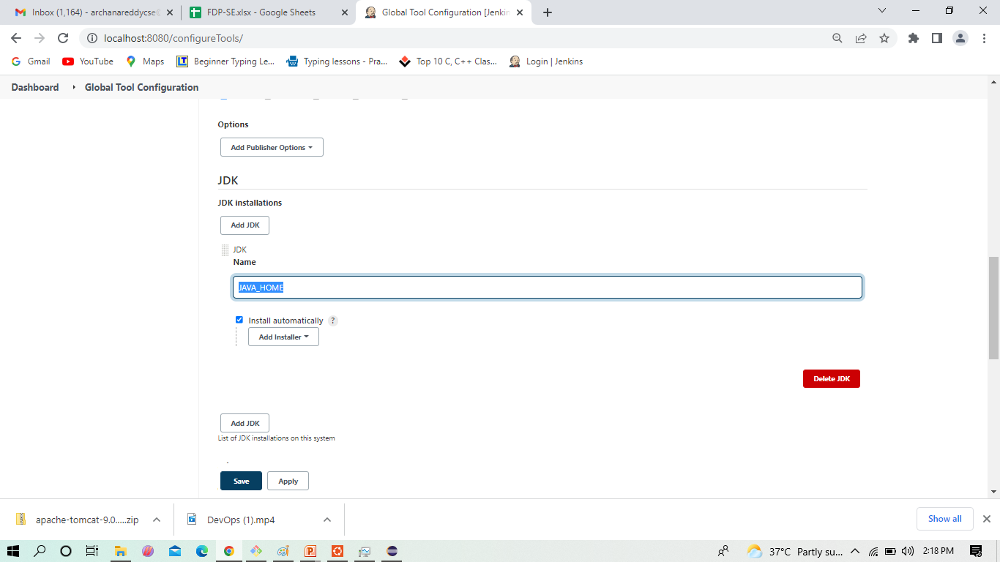 Inbox (1,164) - archanareddycse
FDP-SE.xlsx - Google Sheets
Global Tool Configuration [Jenkin
localhost:8080/configureTools/
Gmail
YouTube
Maps
Beginner Typing Le...
Typing lessons - Pra...
Top 10 C, C++ Clas...
Login | Jenkins
Dashboard
Global Tool Configuration
Options
Add Publisher Options
JDK
JDK installations
Add JDK
JDK
Name
JAVA_HOME
Install automatically ?
Add Installer
Delete JDK
Add JDK
List of JDK installations on this system
Save
Apply
apache-tomcat-9.0.....zip
DevOps (1).mp4
Show all
37°C Partly su...
2:18 PM